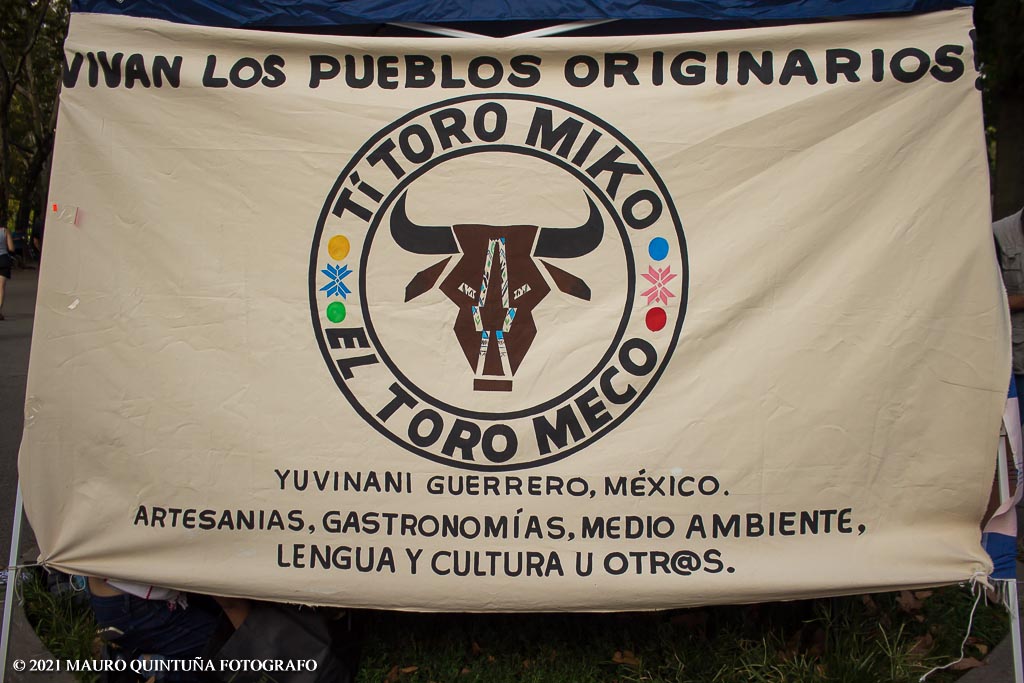 VIVAN LOS PUEBLOS ORIGINARIOS!
TÍ TORO MIKO
EL TORO MECO
YUVINANI GUERRERO, MÉXICO.
ARTESANIAS, GASTRONOMÍAS, MEDIO AMBIENTE,
LENGUA Y CULTURA U OTR@S.
© 2021 MAURO QUINTUÑA FOTOGRAFO